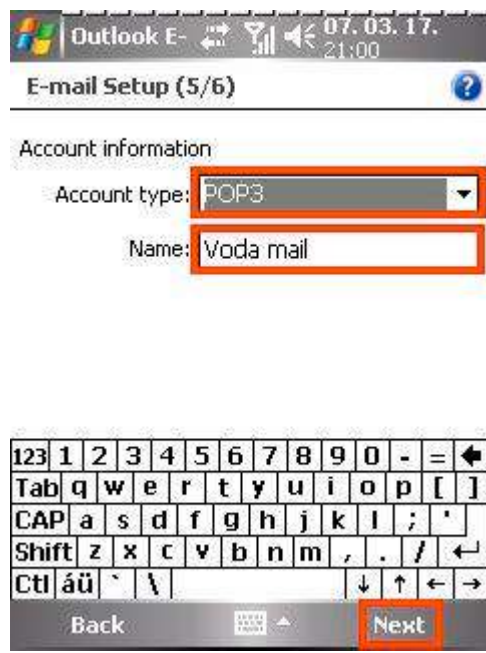 Outlook E- 07. 03. 17.
21:00
E-mail Setup (5/6) ?
Account information
Account type: POP3
Name: Voda mail
123 1 2 3 4 5 6 7 8 9 0 - =
Tab q w e r t y u i o p [ ]
CAP a s d f g h j k l ; '
Shift z x c v b n m , . /
Ctl áü ` \
Back Next